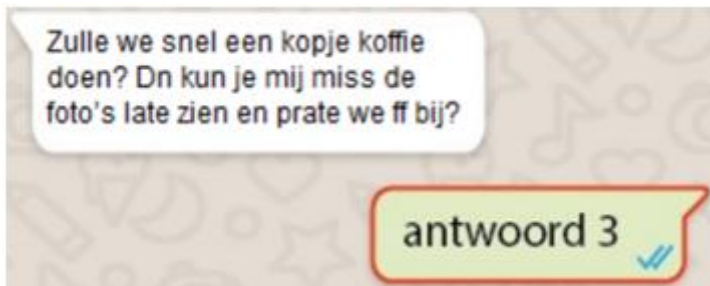 Zulle we snel een kopje koffie
doen? Dn kun je mij miss de
foto's late zien en prate we ff bij?
antwoord 3